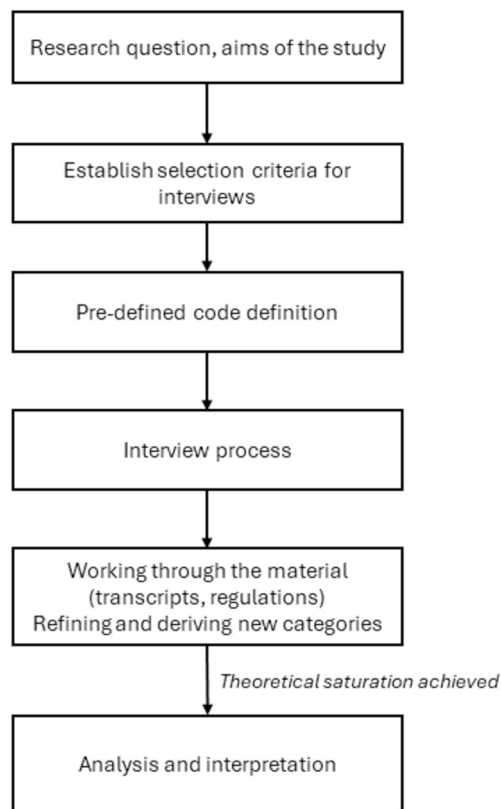 Research question, aims of the study
Establish selection criteria for
interviews
Pre-defined code definition
Interview process
Working through the material
(transcripts, regulations)
Refining and deriving new categories
Theoretical saturation achieved
Analysis and interpretation